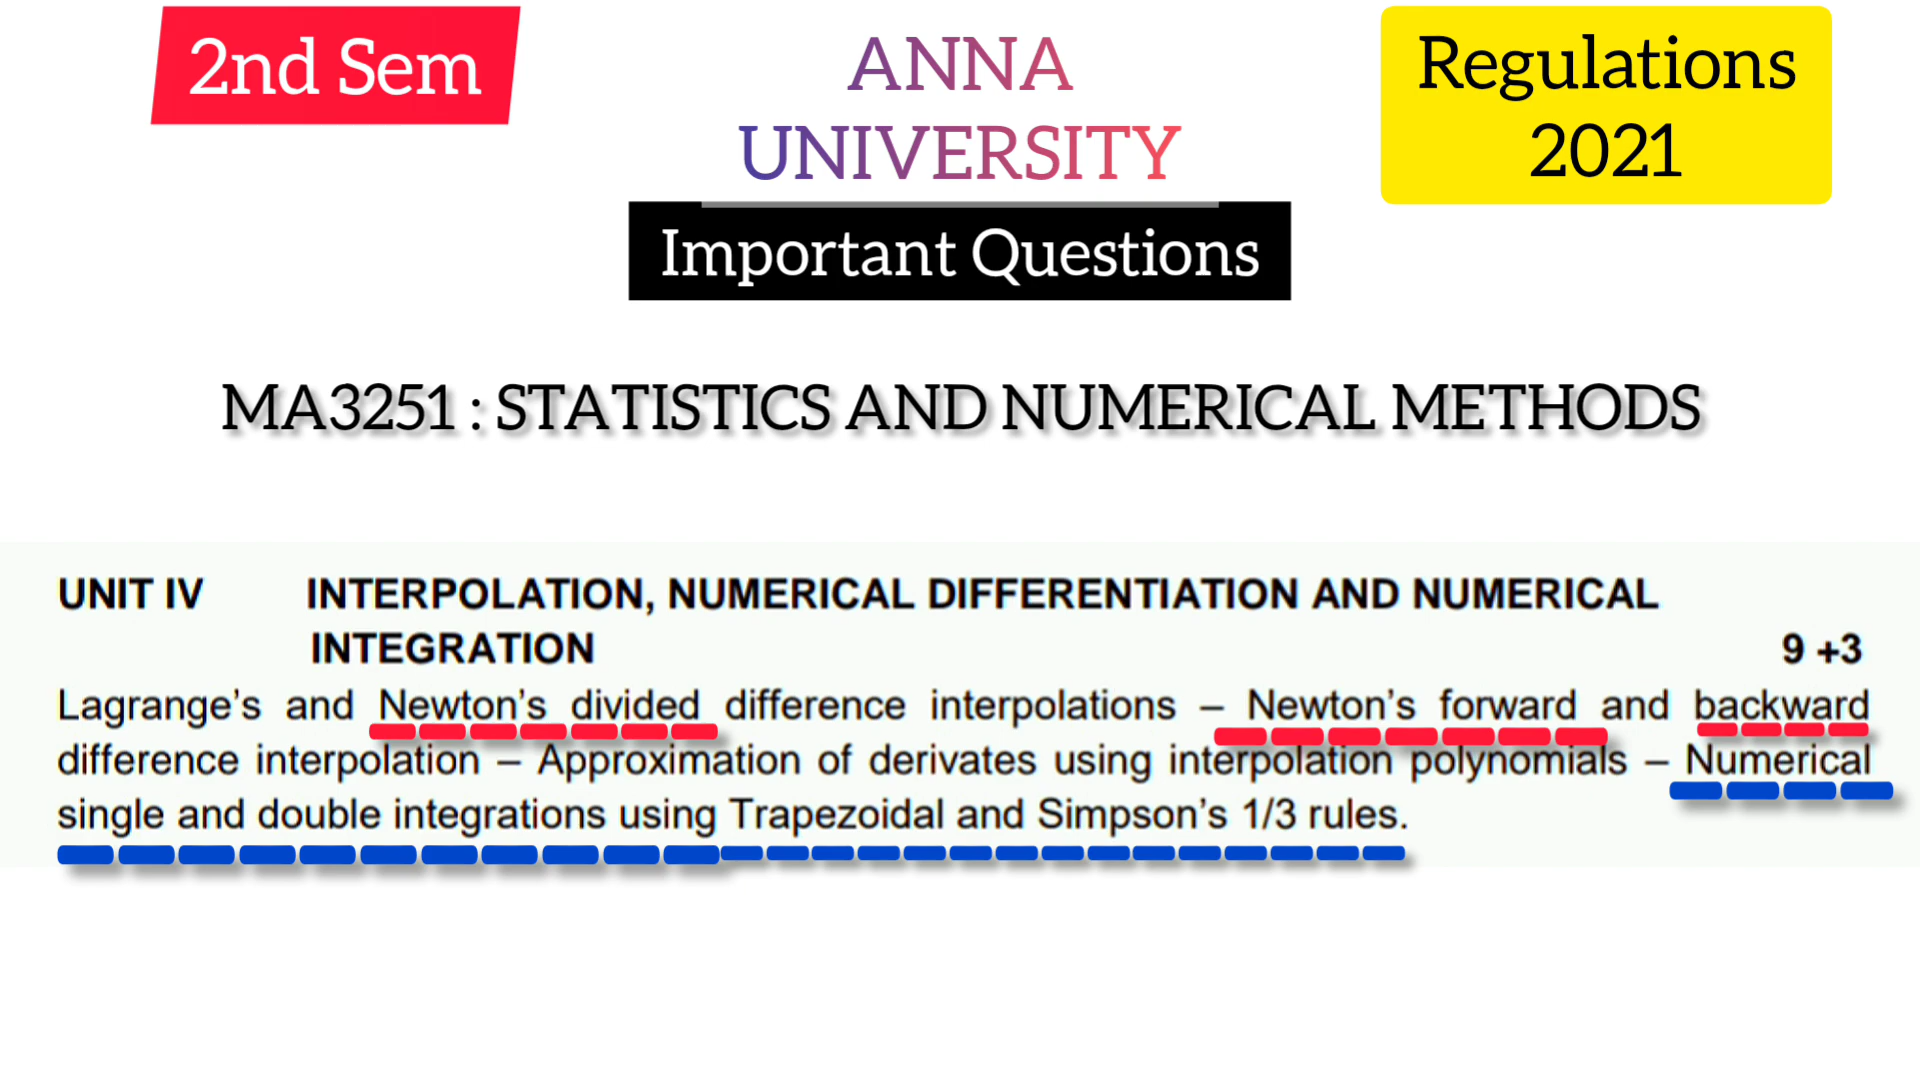 2nd Sem
ANNA
UNIVERSITY
Regulations
2021
Important Questions
MA3251 : STATISTICS AND NUMERICAL METHODS
UNIT IV INTERPOLATION, NUMERICAL DIFFERENTIATION AND NUMERICAL
INTEGRATION 9 +3
Lagrange’s and Newton’s divided difference interpolations – Newton’s forward and backward
difference interpolation – Approximation of derivates using interpolation polynomials – Numerical
single and double integrations using Trapezoidal and Simpson’s 1/3 rules.